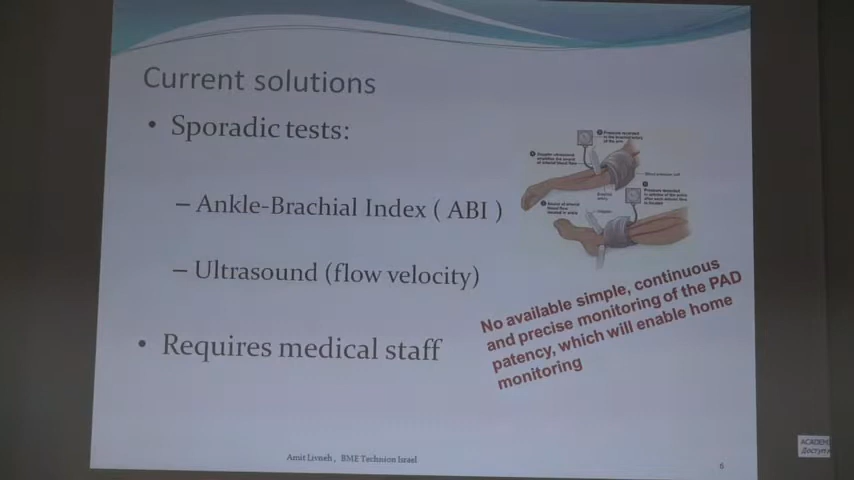 Current solutions
• Sporadic tests:
– Ankle-Brachial Index ( ABI )
– Ultrasound (flow velocity)
• Requires medical staff
No available simple, continuous
and precise monitoring of the PAD
patency, which will enable home
monitoring
Amit Livneh , BME Technion Israel
6
ACADEM
Доступ